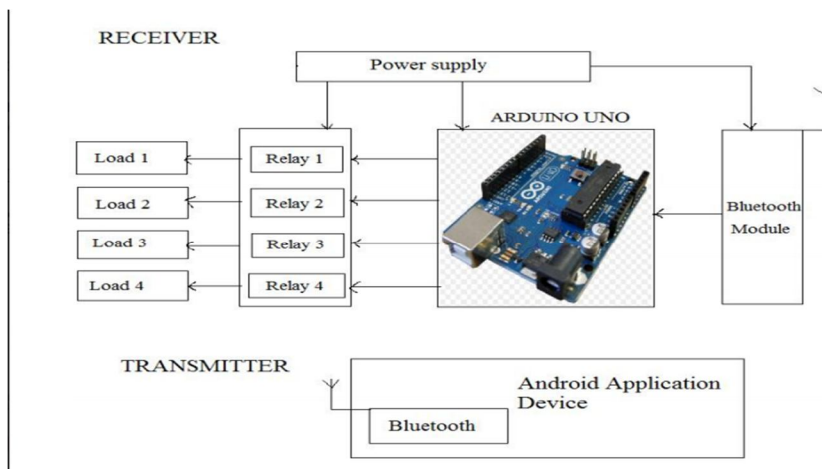 RECEIVER
Power supply
ARDUINO UNO
Load 1
Relay 1
Load 2
Relay 2
Load 3
Relay 3
Load 4
Relay 4
Bluetooth
Module
TRANSMITTER
Android Application
Device
Bluetooth